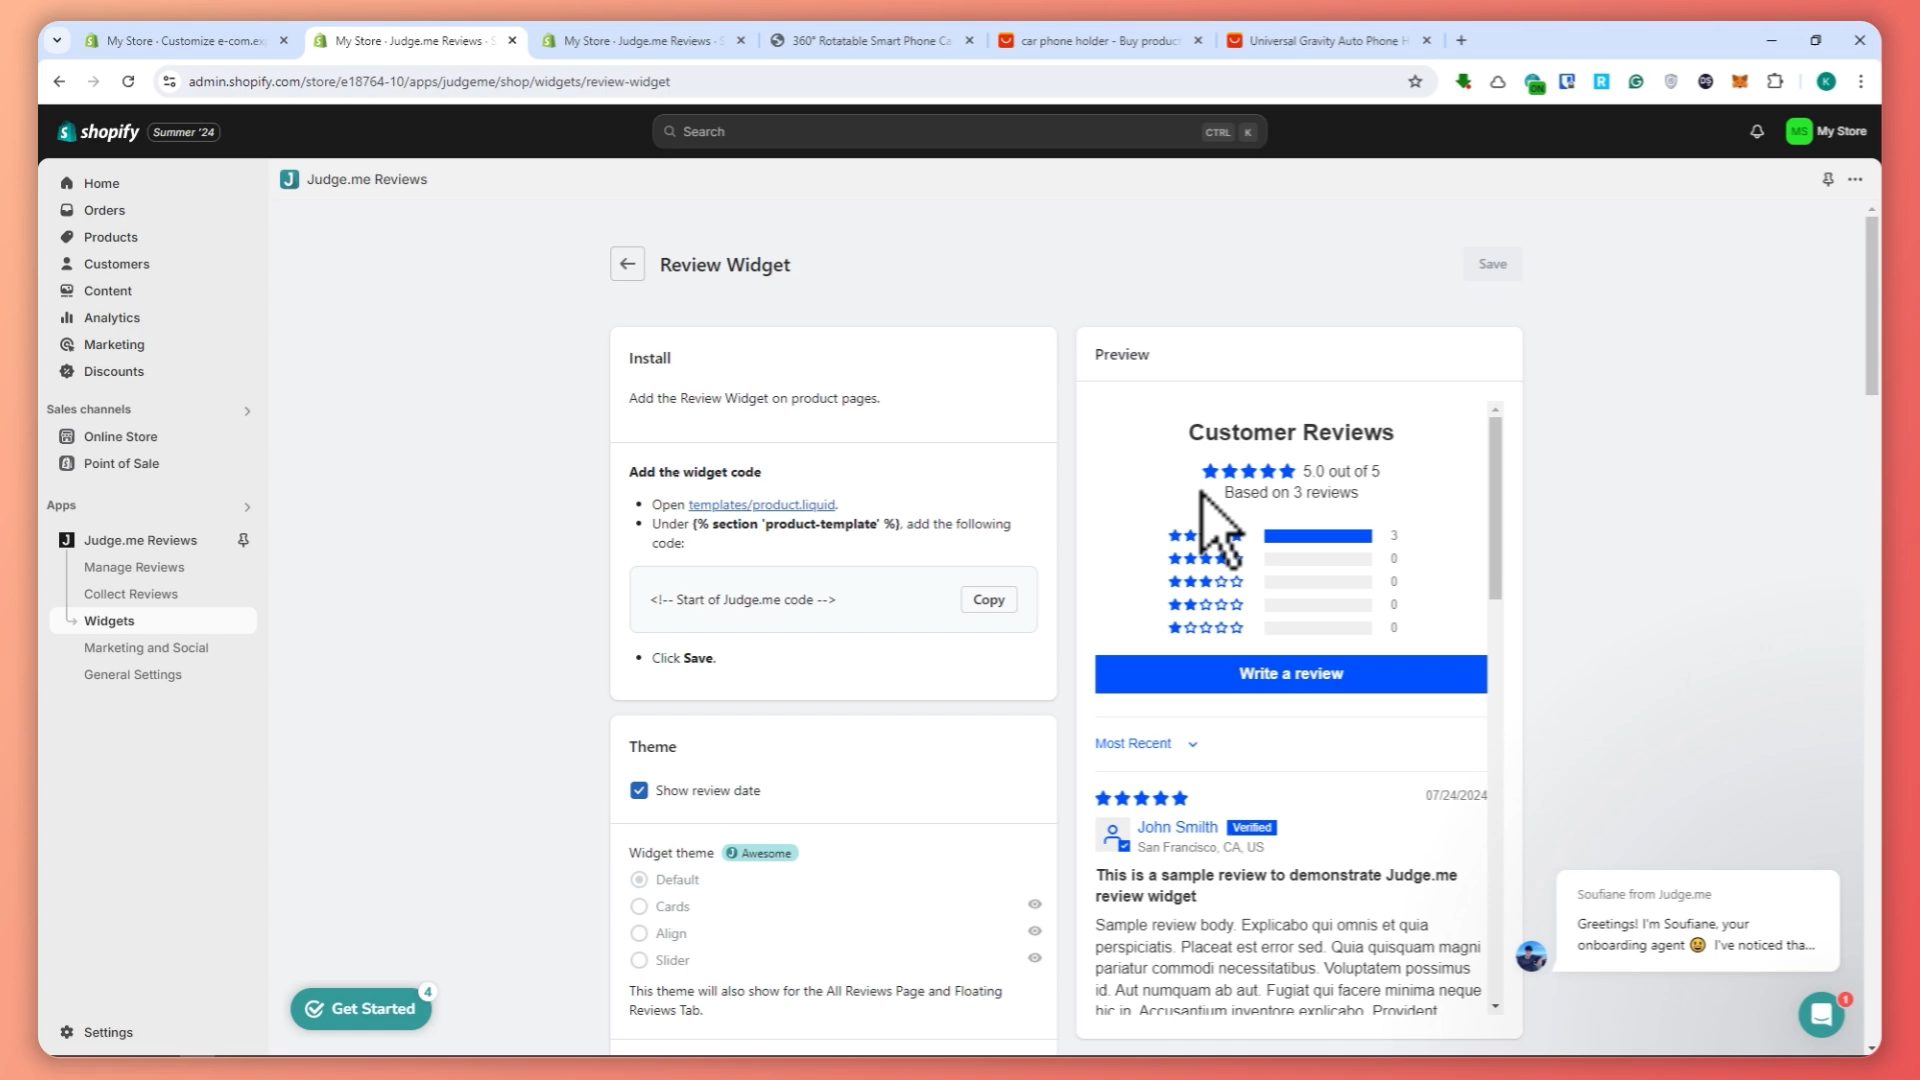 My Store · Customize e-com.ex
My Store · Judge.me Reviews · S
My Store · Judge.me Reviews · S
360° Rotatable Smart Phone Ca
car phone holder - Buy product
Universal Gravity Auto Phone H
admin.shopify.com/store/e18764-10/apps/judgeme/shop/widgets/review-widget
ON
K
shopify
Summer '24
Search
CTRL K
MS My Store
Home
Orders
Products
Customers
Content
Analytics
Marketing
Discounts
Sales channels
Online Store
Point of Sale
Apps
Judge.me Reviews
Manage Reviews
Collect Reviews
Widgets
Marketing and Social
General Settings
Settings
Judge.me Reviews
Review Widget
Save
Install
Add the Review Widget on product pages.
Add the widget code
• Open templates/product.liquid.
• Under {% section 'product-template' %}, add the following
code:
<!-- Start of Judge.me code -->
Copy
• Click Save.
Theme
Show review date
Widget theme
Awesome
Default
Cards
Align
Slider
This theme will also show for the All Reviews Page and Floating
Reviews Tab.
Get Started
4
Preview
Customer Reviews
5.0 out of 5
Based on 3 reviews
3
0
0
0
0
Write a review
Most Recent
07/24/2024
John Smilth Verified
San Francisco, CA, US
This is a sample review to demonstrate Judge.me
review widget
Sample review body. Explicabo qui omnis et quia
perspiciatis. Placeat est error sed. Quia quisquam magni
pariatur commodi necessitatibus. Voluptatem possimus
id. Aut numquam ab aut. Fugiat qui facere minima neque
hic in. Accusantium inventore explicabo. Provident
Soufiane from Judge.me
Greetings! I'm Soufiane, your
onboarding agent 😀 I've noticed tha...
1